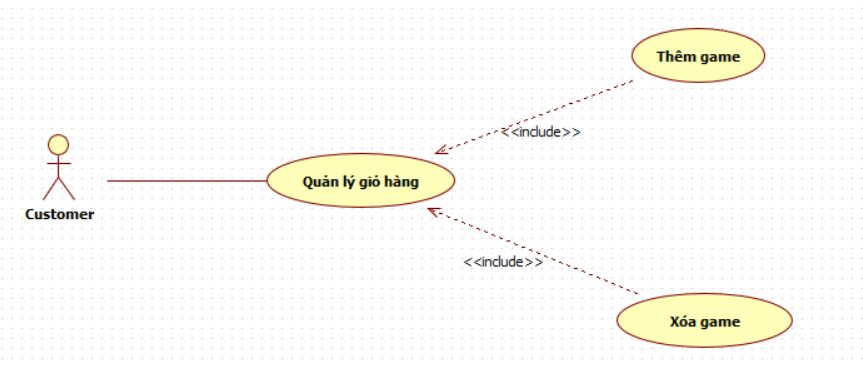 Thêm game
<<include>>
Quản lý giỏ hàng
Customer
<<include>>
Xóa game